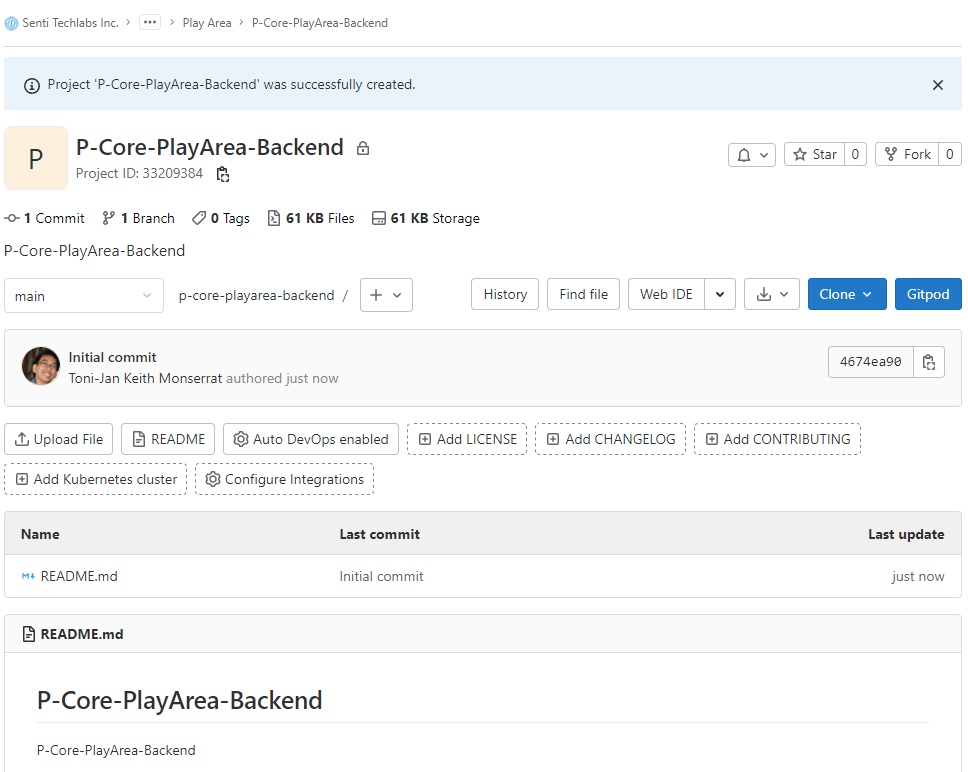 Senti Techlabs Inc. > ••• > Play Area > P-Core-PlayArea-Backend
Project 'P-Core-PlayArea-Backend' was successfully created.
P
P-Core-PlayArea-Backend
Project ID: 33209384
Star 0
Fork 0
1 Commit 1 Branch 0 Tags 61 KB Files 61 KB Storage
P-Core-PlayArea-Backend
main
p-core-playarea-backend /
History
Find file
Web IDE
Clone
Gitpod
Initial commit
Toni-Jan Keith Monserrat authored just now
4674ea90
Upload File README Auto DevOps enabled Add LICENSE Add CHANGELOG Add CONTRIBUTING
Add Kubernetes cluster Configure Integrations
Name Last commit Last update
M↓ README.md Initial commit just now
README.md
P-Core-PlayArea-Backend
P-Core-PlayArea-Backend